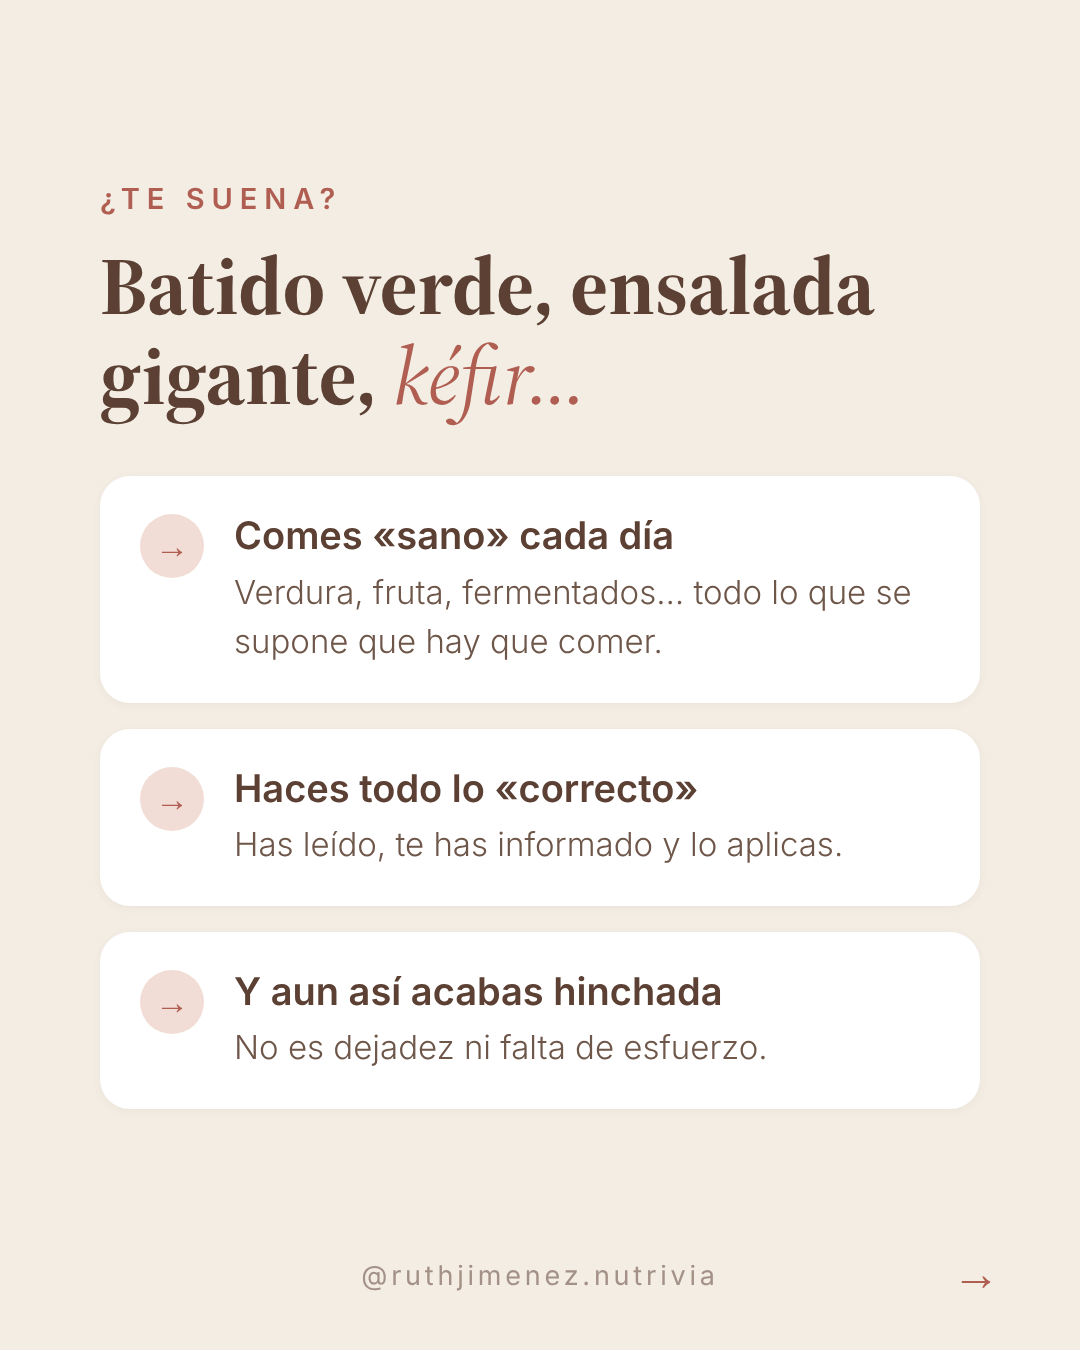 ¿TE SUENA?
Batido verde, ensalada
gigante, kéfir...
→ Comes «sano» cada día
Verdura, fruta, fermentados... todo lo que se
supone que hay que comer.
→ Haces todo lo «correcto»
Has leído, te has informado y lo aplicas.
→ Y aun así acabas hinchada
No es dejadez ni falta de esfuerzo.
@ruthjimenez.nutrivia →